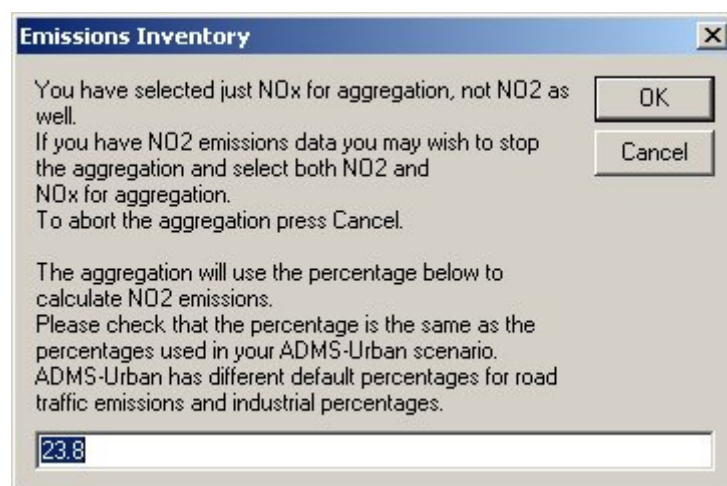 Emissions Inventory
You have selected just NOx for aggregation, not NO2 as
well.
If you have NO2 emissions data you may wish to stop
the aggregation and select both NO2 and
NOx for aggregation.
To abort the aggregation press Cancel.
The aggregation will use the percentage below to
calculate NO2 emissions.
Please check that the percentage is the same as the
percentages used in your ADMS-Urban scenario.
ADMS-Urban has different default percentages for road
traffic emissions and industrial percentages.
OK
Cancel
23.8